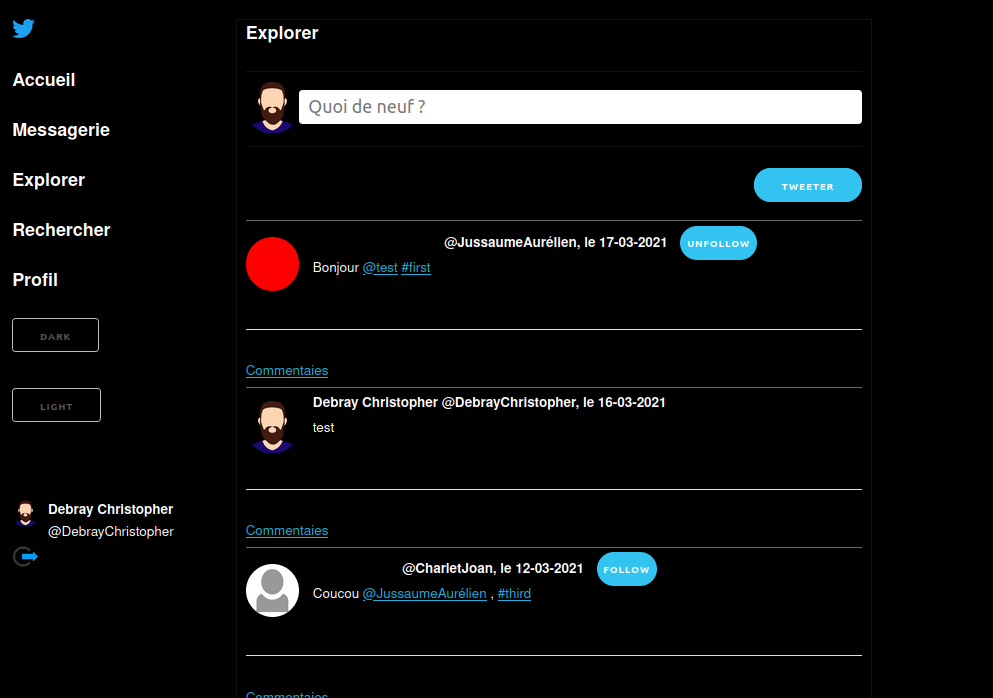 Accueil
Messagerie
Explorer
Rechercher
Profil
DARK
LIGHT
Debray Christopher
@DebrayChristopher
Explorer
Quoi de neuf ?
TWEETER
@JussaumeAurélien, le 17-03-2021 UNFOLLOW
Bonjour @test #first
Commentaies
Debray Christopher @DebrayChristopher, le 16-03-2021
test
Commentaies
@CharletJoan, le 12-03-2021 FOLLOW
Coucou @JussaumeAurélien , #third
Commentaies